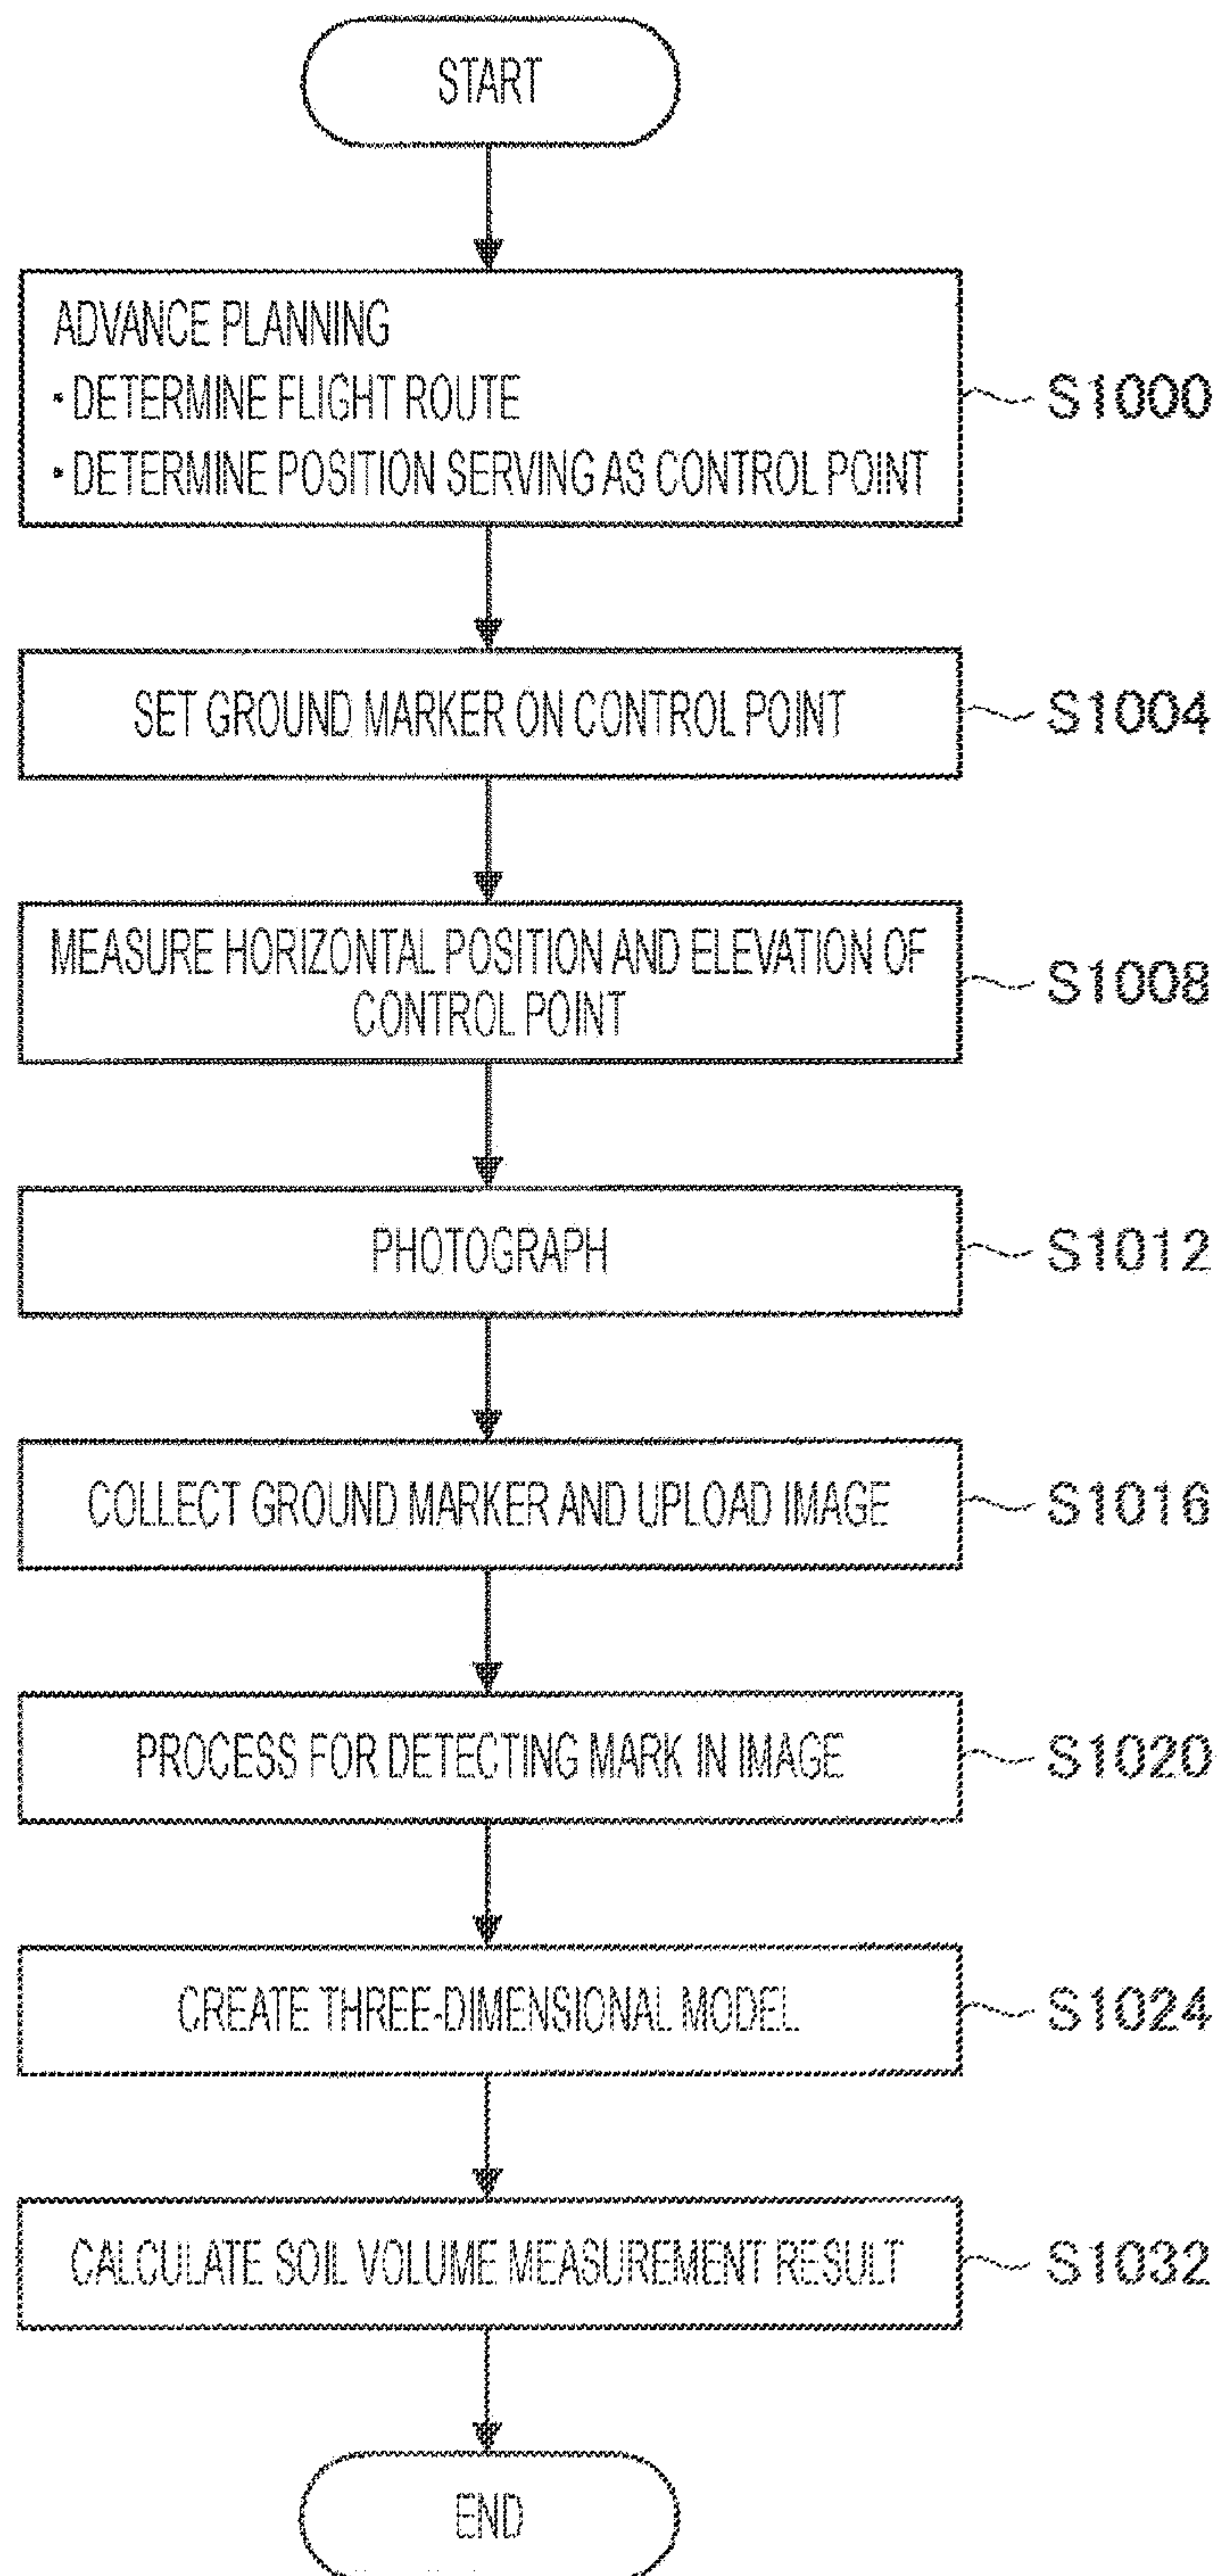 START
ADVANCE PLANNING
・DETERMINE FLIGHT ROUTE
・DETERMINE POSITION SERVING AS CONTROL POINT
S1000
SET GROUND MARKER ON CONTROL POINT
S1004
MEASURE HORIZONTAL POSITION AND ELEVATION OF
CONTROL POINT
S1008
PHOTOGRAPH
S1012
COLLECT GROUND MARKER AND UPLOAD IMAGE
S1016
PROCESS FOR DETECTING MARK IN IMAGE
S1020
CREATE THREE-DIMENSIONAL MODEL
S1024
CALCULATE SOIL VOLUME MEASUREMENT RESULT
S1032
END